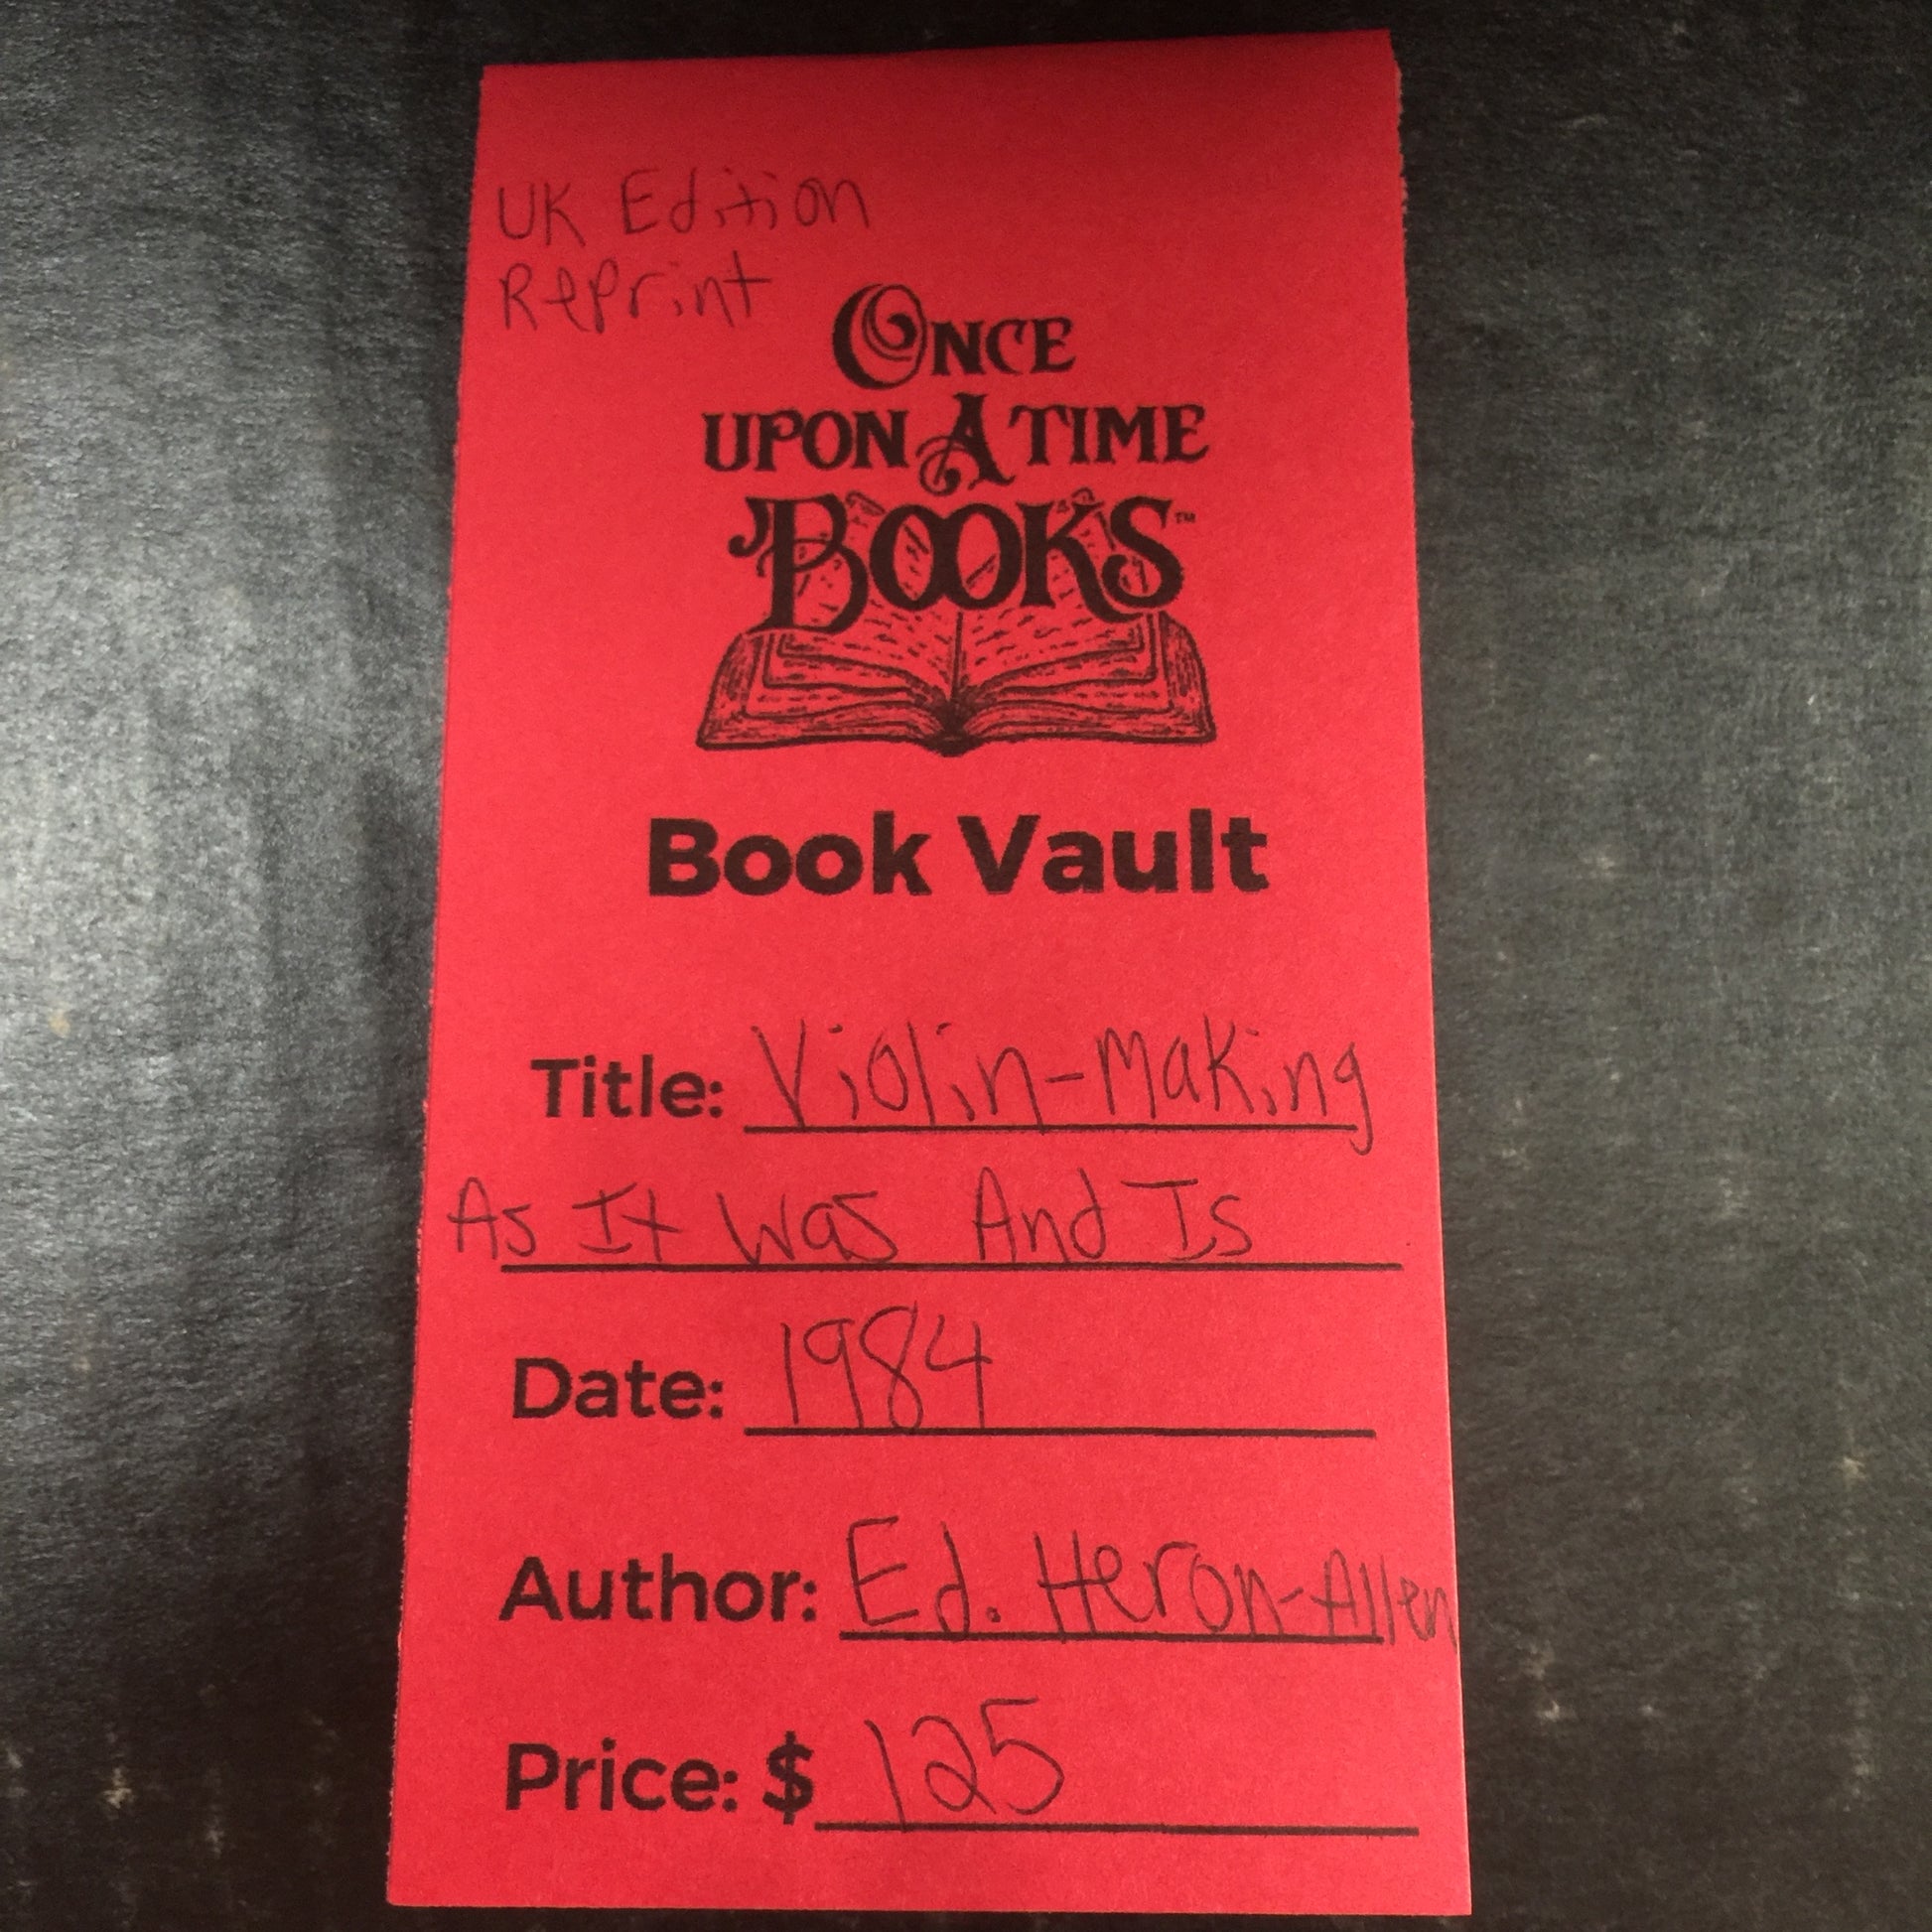 UK Edition
Reprint
ONCE
UPON A TIME
BOOKS™
Book Vault
Title: Violin-Making
As It Was And Is
Date: 1984
Author: Ed. Heron-Allen
Price: $ 125